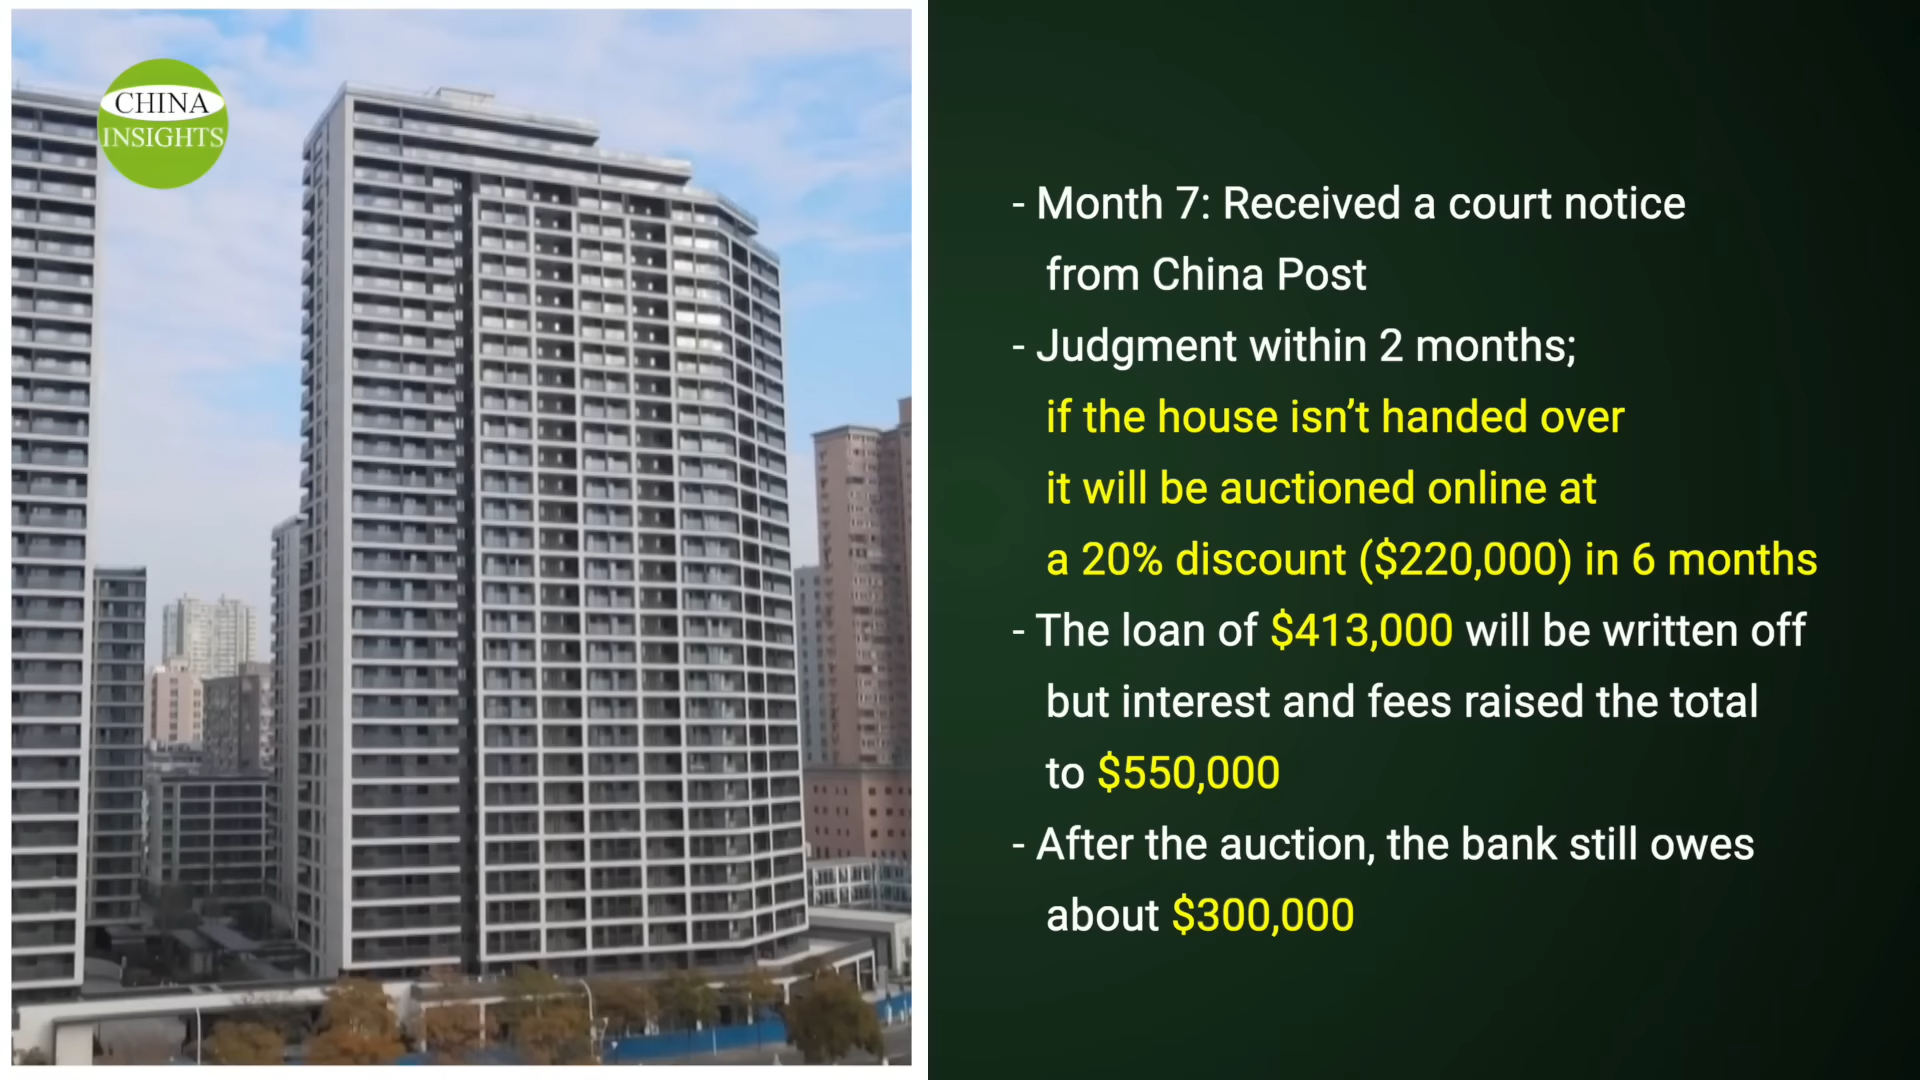 CHINA
INSIGHTS
- Month 7: Received a court notice
from China Post
- Judgment within 2 months;
if the house isn’t handed over
it will be auctioned online at
a 20% discount ($220,000) in 6 months
- The loan of $413,000 will be written off
but interest and fees raised the total
to $550,000
- After the auction, the bank still owes
about $300,000